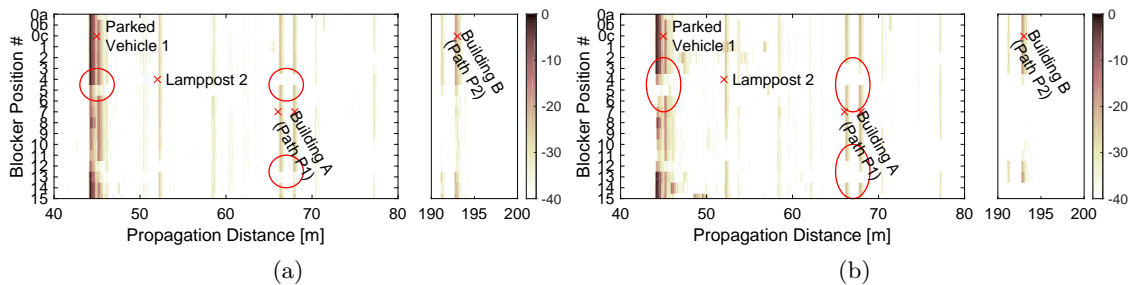 0a
0b
0c
1
2
3
4
5
6
7
8
9
10
11
12
13
14
15
Blocker Position #
40
50
60
70
80
Propagation Distance [m]
Parked
Vehicle 1
Lamppost 2
Building A
(Path P1)
190
195
200
Building B
(Path P2)
0
-10
-20
-30
-40
(a)
0a
0b
0c
1
2
3
4
5
6
7
8
9
10
11
12
13
14
15
Blocker Position #
40
50
60
70
80
Propagation Distance [m]
Parked
Vehicle 1
Lamppost 2
Building A
(Path P1)
190
195
200
Building B
(Path P2)
0
-10
-20
-30
-40
(b)